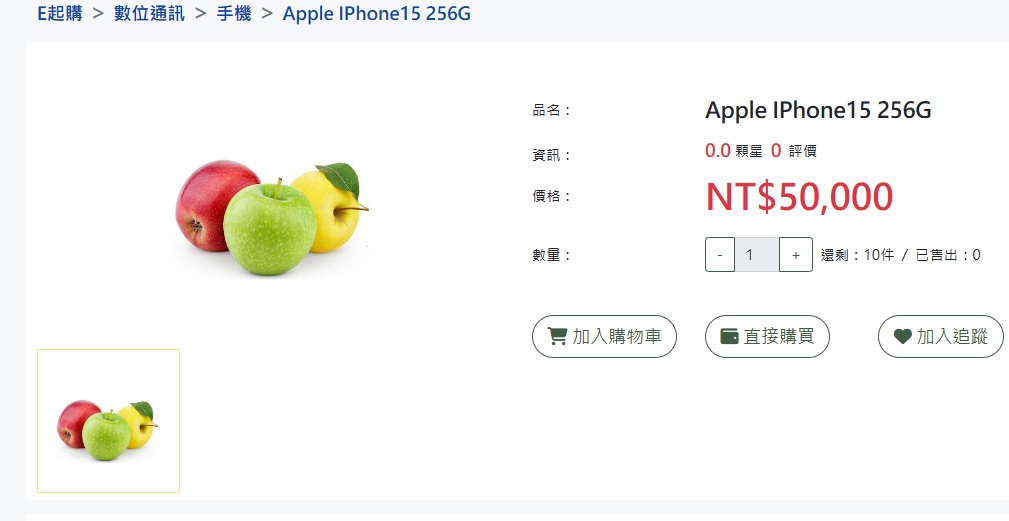 E起購 > 數位通訊 > 手機 > Apple IPhone15 256G
品名： Apple IPhone15 256G
資訊： 0.0 顆星 0 評價
價格： NT$50,000
數量： - 1 + 還剩：10件 / 已售出：0
加入購物車 直接購買 加入追蹤